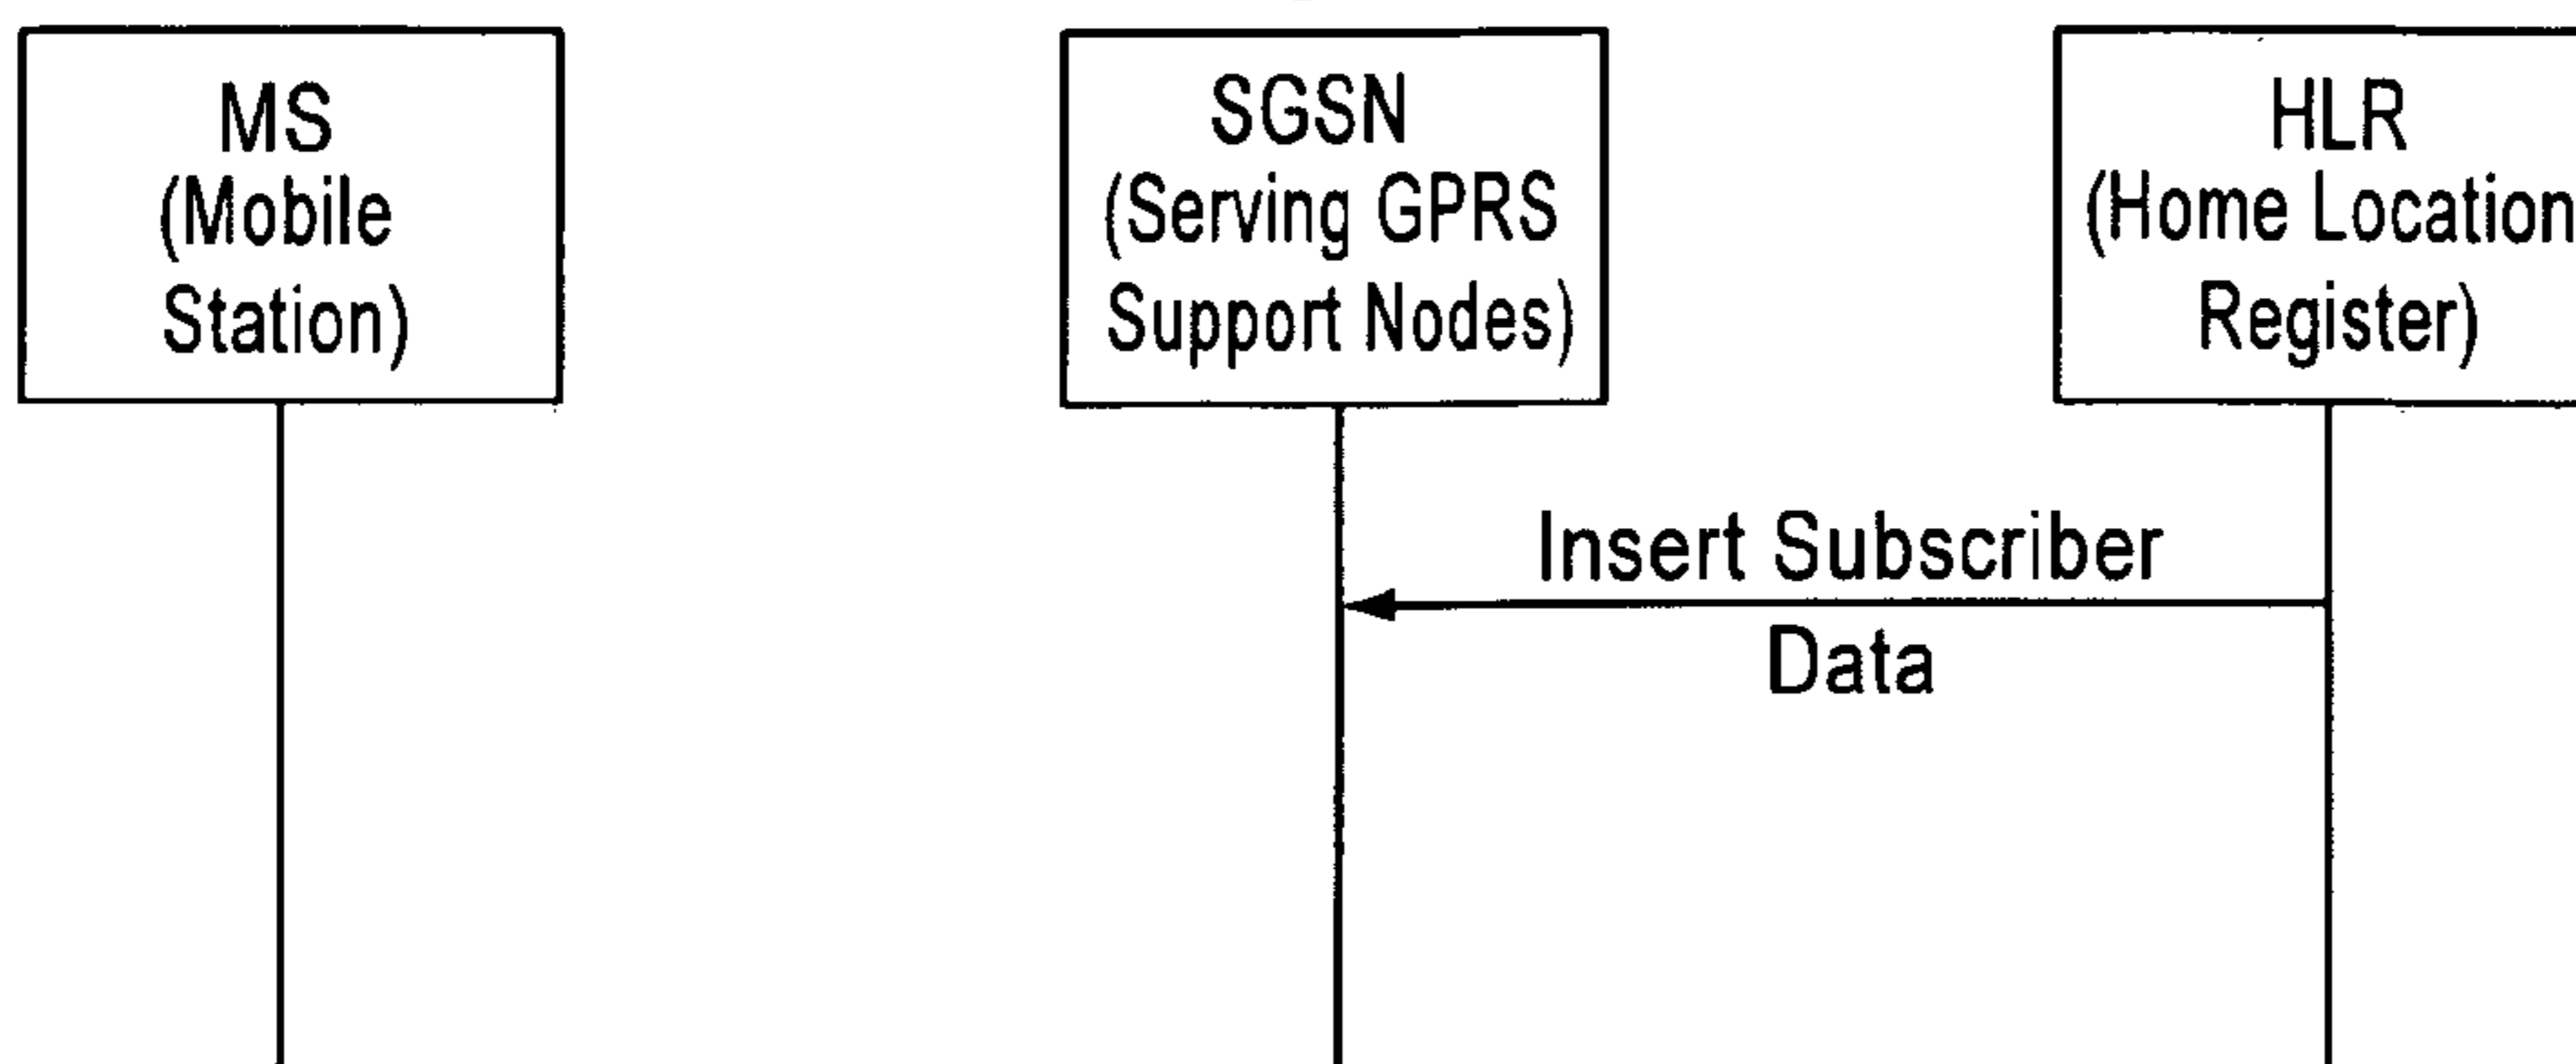 MS
(Mobile
Station)
SGSN
(Serving GPRS
Support Nodes)
HLR
(Home Location
Register)
Insert Subscriber
Data